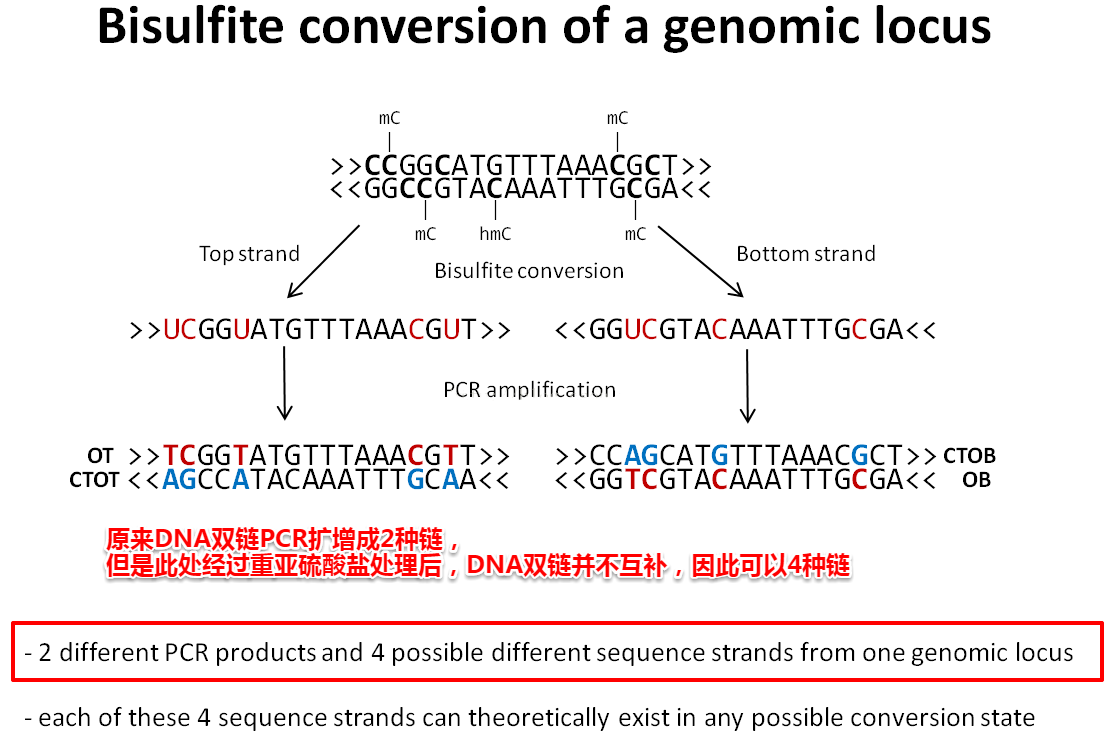 Bisulfite conversion of a genomic locus
mC mC
>>CCGGCATGTTTAAACGCT>>
<<GGCCGTACAAATTTGCGA<<
mC hmC mC
Top strand Bottom strand
Bisulfite conversion
>>UCGGUATGTTTAAACGUT>> <<GGUCGTACAAATTTGCGA<<
PCR amplification
OT >>TCGGTATGTTTAAACGTT>> >>CCAGCATGTTTAAACGCT>> CTOB
CTOT <<AGCCATACAAATTTGCAA<< <<GGTCGTACAAATTTGCGA<< OB
原来DNA双链PCR扩增成2种链，
但是此处经过重亚硫酸盐处理后，DNA双链并不互补，因此可以4种链
- 2 different PCR products and 4 possible different sequence strands from one genomic locus
- each of these 4 sequence strands can theoretically exist in any possible conversion state